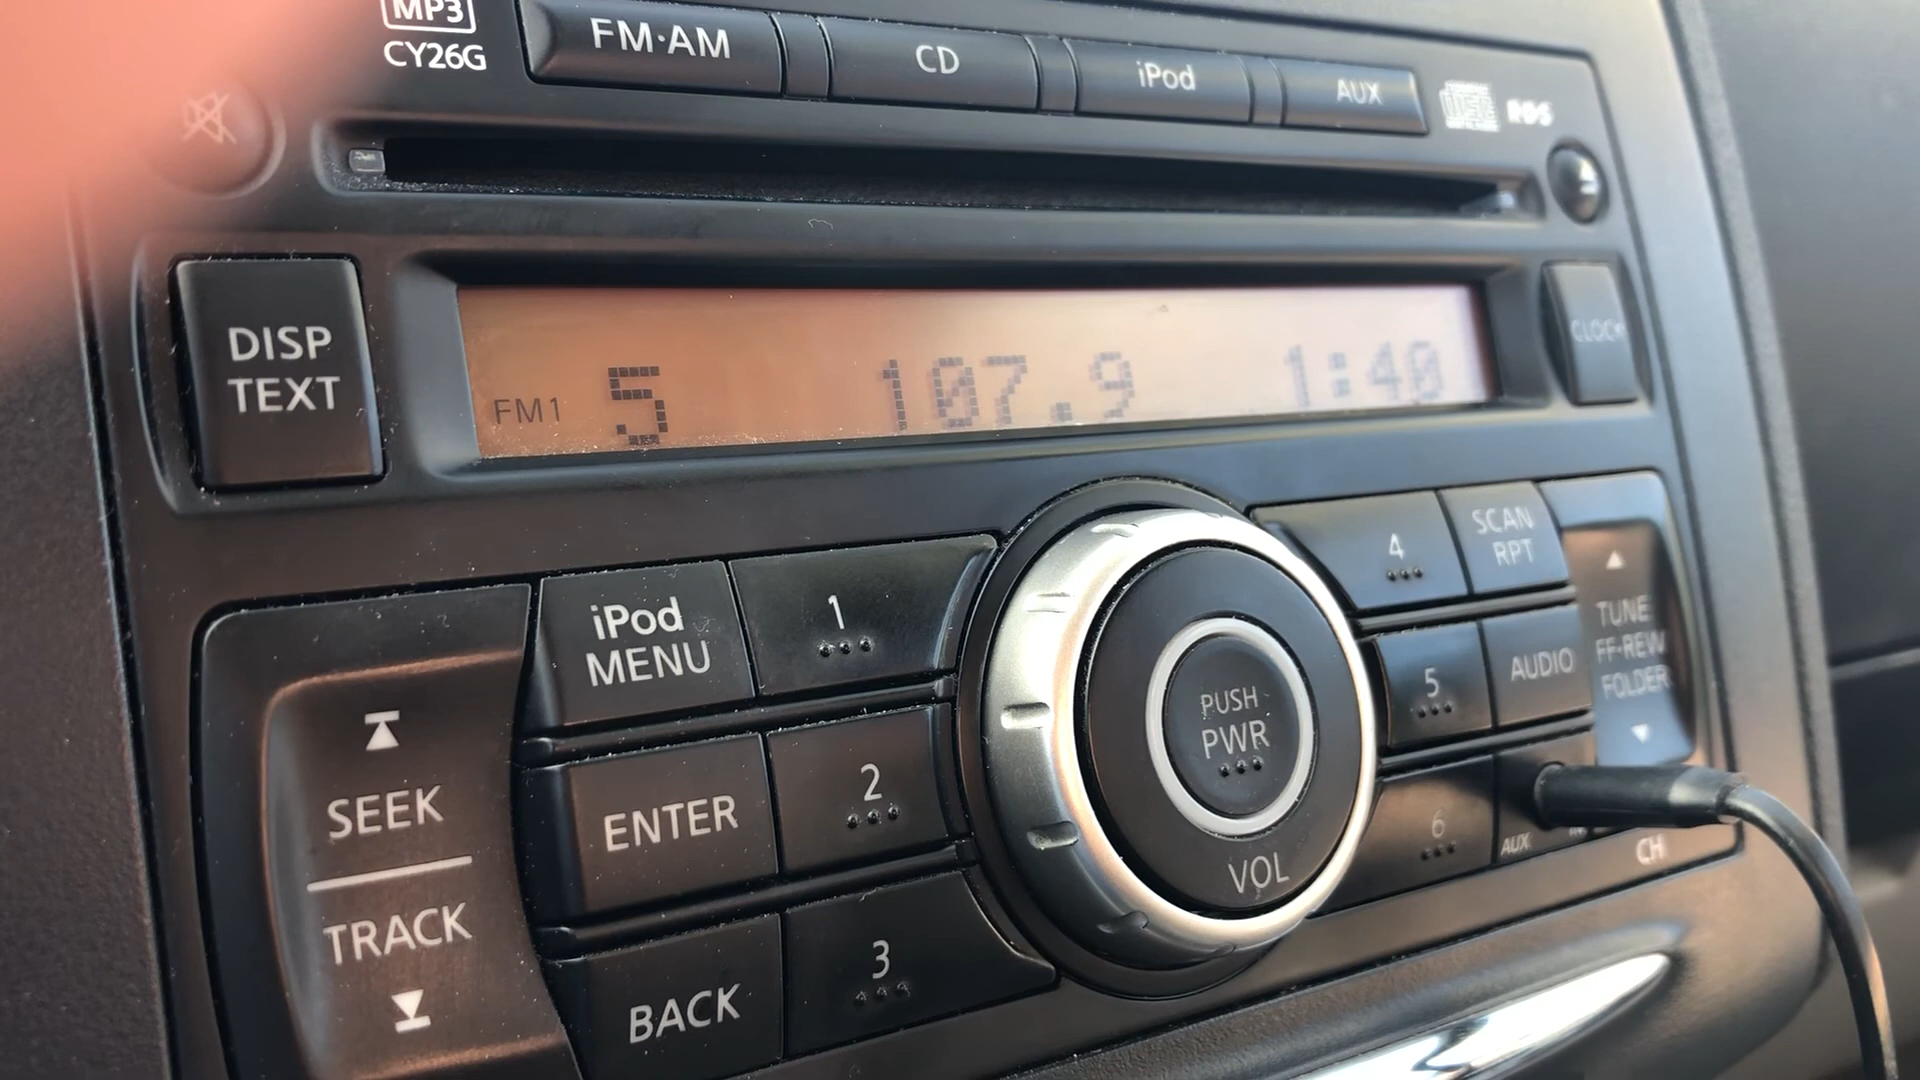 MP3
CY26G
FM·AM
CD
iPod
AUX
RDS
DISP
TEXT
FM1 5 107.9 1:40
CLOCK
iPod
MENU
1
4
SCAN
RPT
TUNE
FF·REW
FOLDER
SEEK
TRACK
ENTER
2
PUSH
PWR
VOL
5
AUDIO
BACK
3
6
AUX
CH